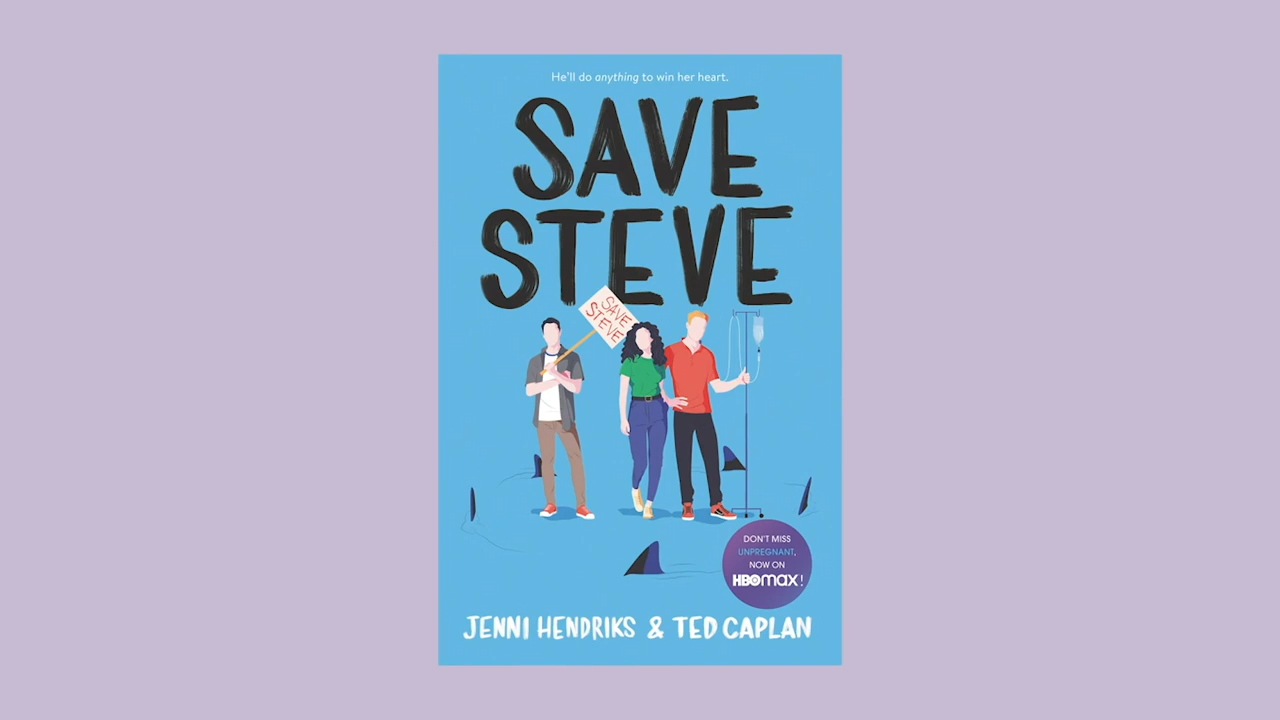 He'll do anything to win her heart.
SAVE
STEVE
SAVE
STEVE
DON'T MISS
UNPREGNANT,
NOW ON
HBOmax!
JENNI HENDRIKS & TED CAPLAN